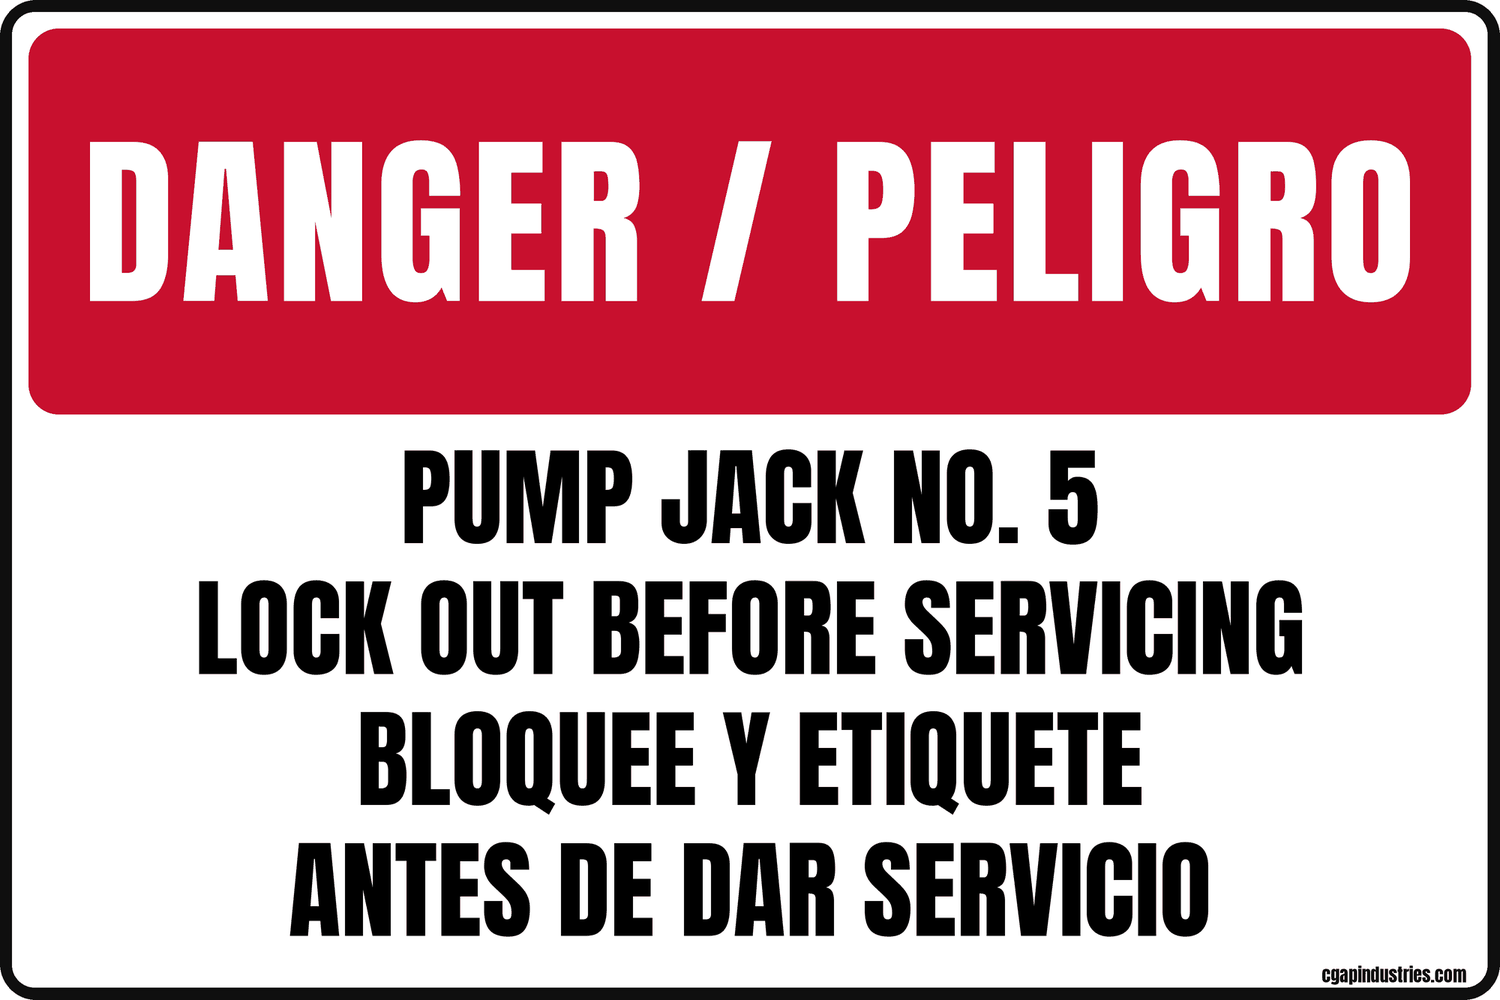 DANGER / PELIGRO
PUMP JACK NO. 5
LOCK OUT BEFORE SERVICING
BLOQUEE Y ETIQUETE
ANTES DE DAR SERVICIO
cgapindustries.com